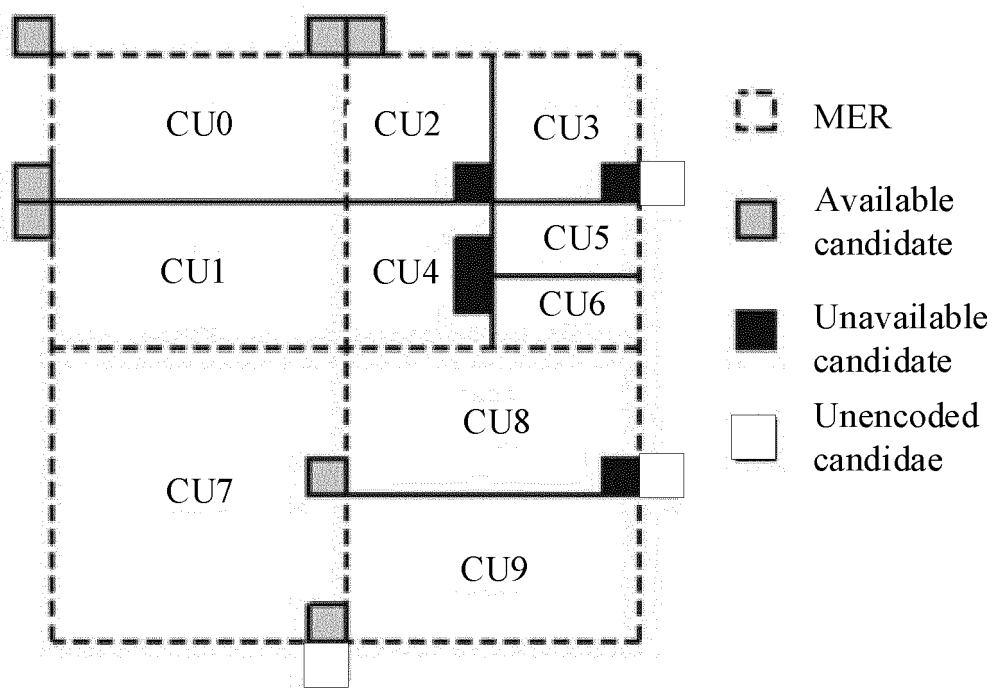 CU0
CU2
CU3
CU1
CU4
CU5
CU6
CU7
CU8
CU9
MER
Available
candidate
Unavailable
candidate
Unencoded
candidae